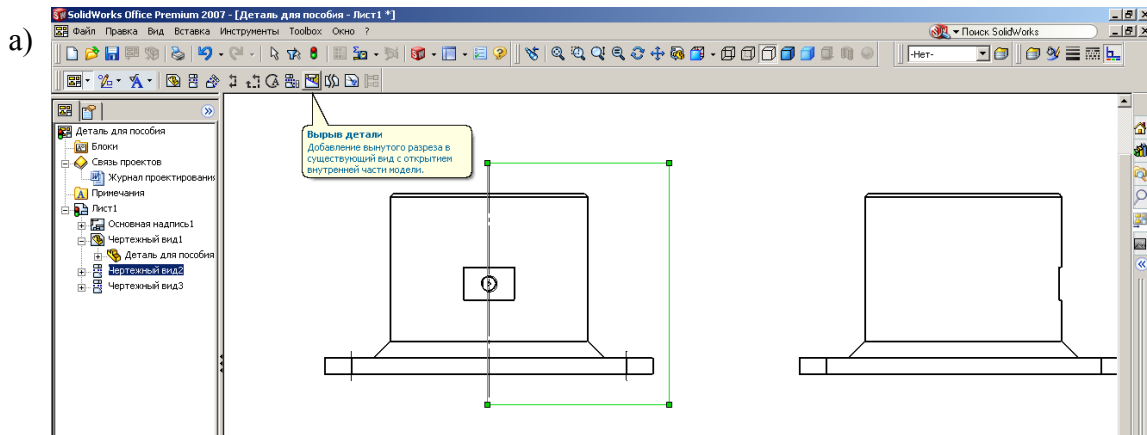 а)
SolidWorks Office Premium 2007 - [Деталь для пособия - Лист1 *]
Файл Правка Вид Вставка Инструменты Toolbox Окно ?
Поиск SolidWorks
-Нет-
Вырыв детали
Добавление вынутого разреза в
существующий вид с открытием
внутренней части модели.
Деталь для пособия
Блоки
Связь проектов
Журнал проектирования
Примечания
Лист1
Основная надпись1
Чертежный вид1
Деталь для пособия
Чертежный вид2
Чертежный вид3